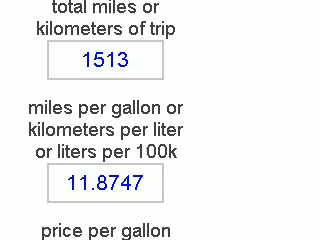 total miles or
kilometers of trip
1513
miles per gallon or
kilometers per liter
or liters per 100k
11.8747
price per gallon